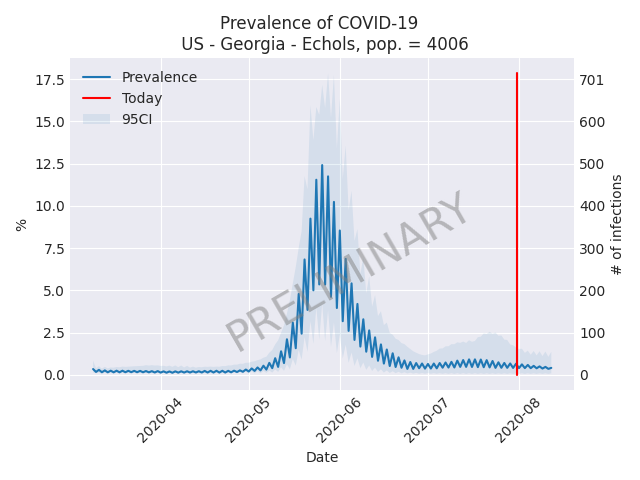 Prevalence of COVID-19
US - Georgia - Echols, pop. = 4006
Prevalence
Today
95CI
17.5
15.0
12.5
10.0
7.5
5.0
2.5
0.0
%
701
600
500
400
300
200
100
0
# of infections
PRELIMINARY
2020-04
2020-05
2020-06
2020-07
2020-08
Date